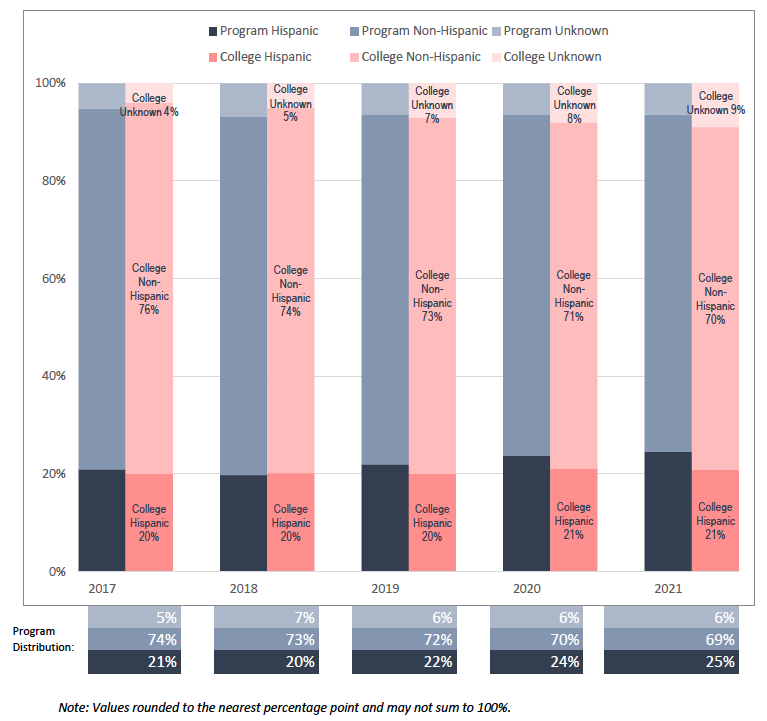 Program Hispanic Program Non-Hispanic Program Unknown
College Hispanic College Non-Hispanic College Unknown
100%
80%
60%
40%
20%
0%
College
Unknown 4%
College
Non-
Hispanic
76%
College
Hispanic
20%
College
Unknown
5%
College
Non-
Hispanic
74%
College
Hispanic
20%
College
Unknown
7%
College
Non-
Hispanic
73%
College
Hispanic
20%
College
Unknown
8%
College
Non-
Hispanic
71%
College
Hispanic
21%
College
Unknown 9%
College
Non-
Hispanic
70%
College
Hispanic
21%
2017 2018 2019 2020 2021
Program
Distribution:
5% 7% 6% 6% 6%
74% 73% 72% 70% 69%
21% 20% 22% 24% 25%
Note: Values rounded to the nearest percentage point and may not sum to 100%.